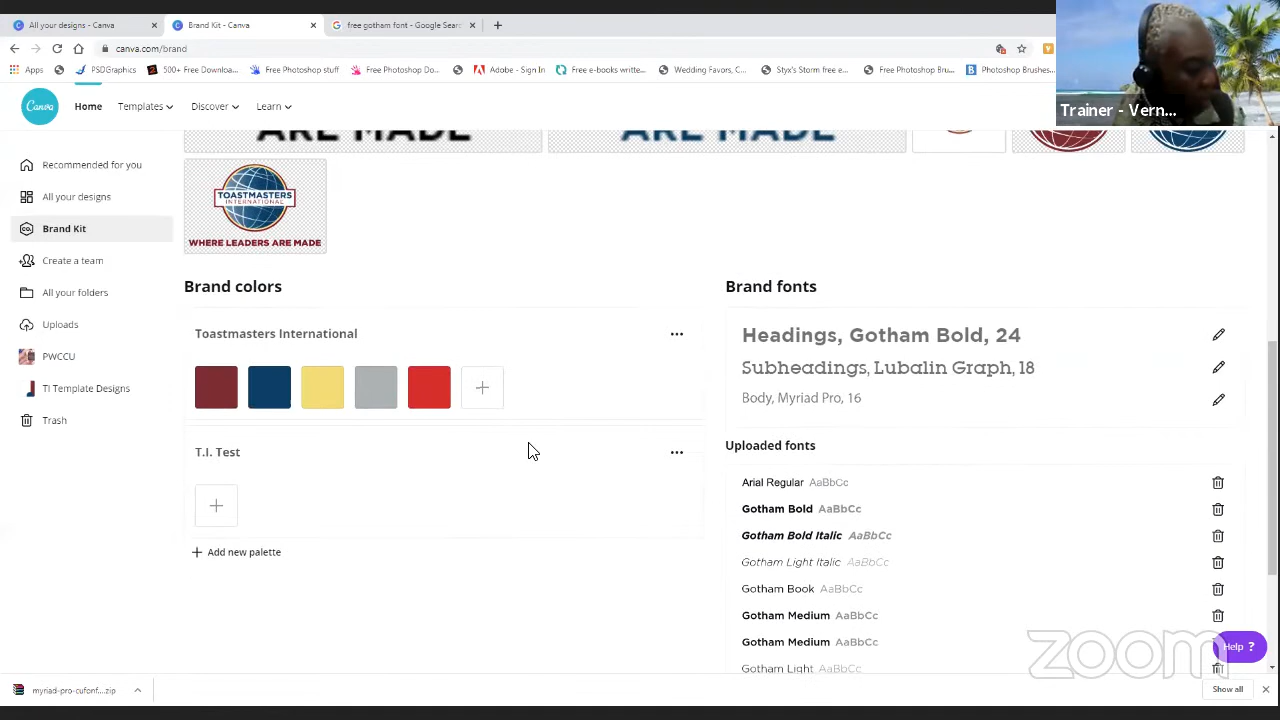 All your designs - Canva
Brand Kit - Canva
free gotham font - Google Sear
canva.com/brand
Apps
PSDGraphics
500+ Free Downloa...
Free Photoshop stuff
Free Photoshop Do...
Adobe - Sign In
Free e-books writte...
Wedding Favors, C...
Styx's Storm free e...
Free Photoshop Bru...
Photoshop Brushes...
Trainer - Vern...
Canva
Home
Templates
Discover
Learn
ARE MADE
ARE MADE
Recommended for you
All your designs
Brand Kit
Create a team
All your folders
Uploads
PWCCU
TI Template Designs
Trash
TOASTMASTERS
INTERNATIONAL
WHERE LEADERS ARE MADE
Brand colors
Toastmasters International
T.I. Test
Add new palette
Brand fonts
Headings, Gotham Bold, 24
Subheadings, Lubalin Graph, 18
Body, Myriad Pro, 16
Uploaded fonts
Arial Regular AaBbCc
Gotham Bold AaBbCc
Gotham Bold Italic AaBbCc
Gotham Light Italic AaBbCc
Gotham Book AaBbCc
Gotham Medium AaBbCc
Gotham Medium AaBbCc
Gotham Light AaBbCc
zoom
Help ?
myriad-pro-cufonf....zip
Show all